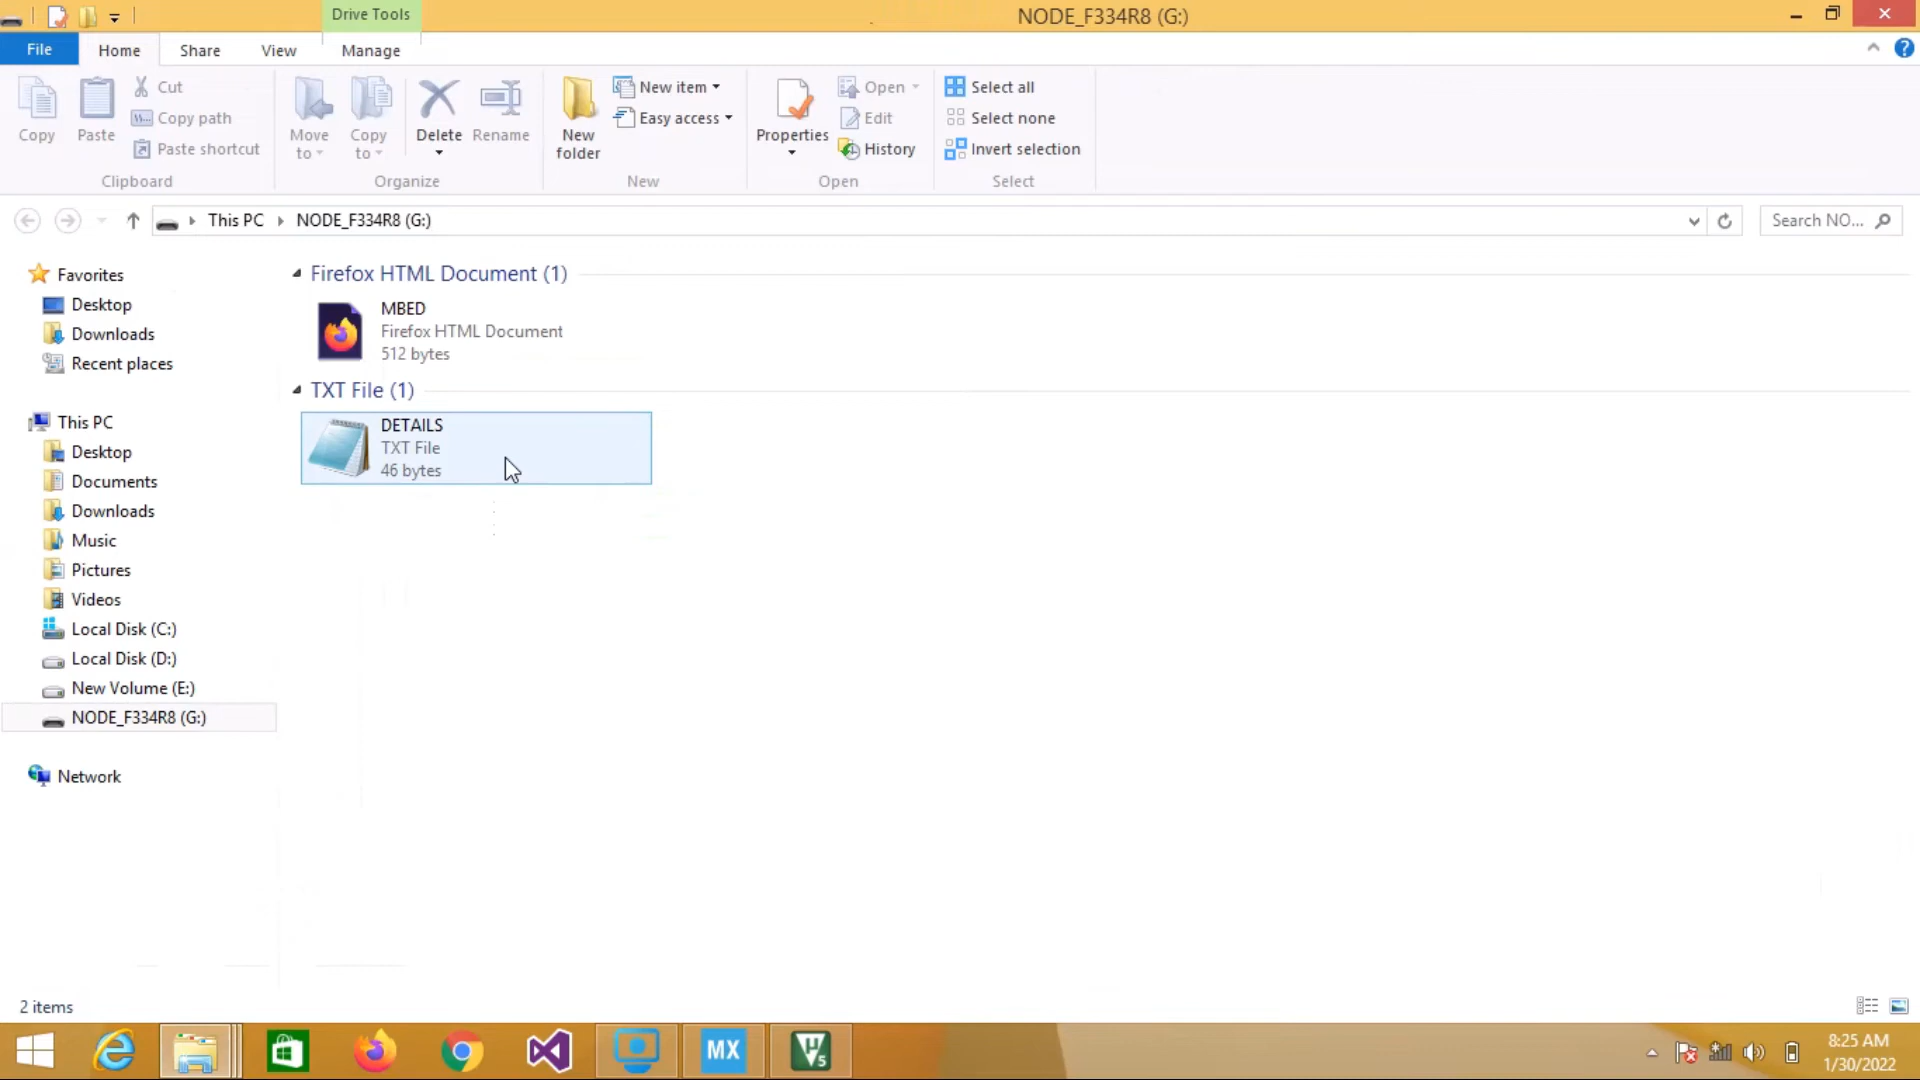 Drive Tools
NODE_F334R8 (G:)
File
Home
Share
View
Manage
Copy
Paste
Cut
Copy path
Paste shortcut
Clipboard
Move to
Copy to
Delete
Rename
Organize
New folder
New item
Easy access
New
Properties
Open
Edit
History
Open
Select all
Select none
Invert selection
Select
This PC
NODE_F334R8 (G:)
Search NO...
Favorites
Desktop
Downloads
Recent places
This PC
Desktop
Documents
Downloads
Music
Pictures
Videos
Local Disk (C:)
Local Disk (D:)
New Volume (E:)
NODE_F334R8 (G:)
Network
Firefox HTML Document (1)
MBED
Firefox HTML Document
512 bytes
TXT File (1)
DETAILS
TXT File
46 bytes
2 items
MX
8:25 AM
1/30/2022